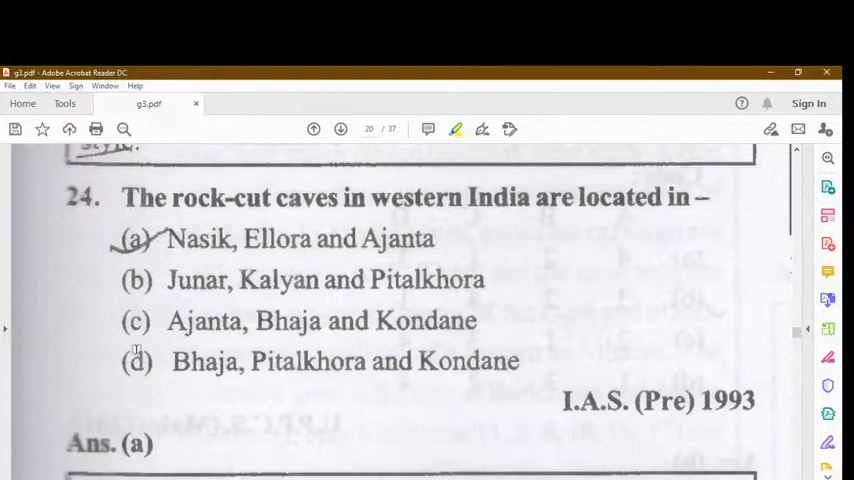 g3.pdf - Adobe Acrobat Reader DC
File Edit View Sign Window Help
Home Tools g3.pdf × Sign In
20 / 37
style.
24. The rock-cut caves in western India are located in –
(a) Nasik, Ellora and Ajanta
(b) Junar, Kalyan and Pitalkhora
(c) Ajanta, Bhaja and Kondane
(d) Bhaja, Pitalkhora and Kondane
I.A.S. (Pre) 1993
Ans. (a)